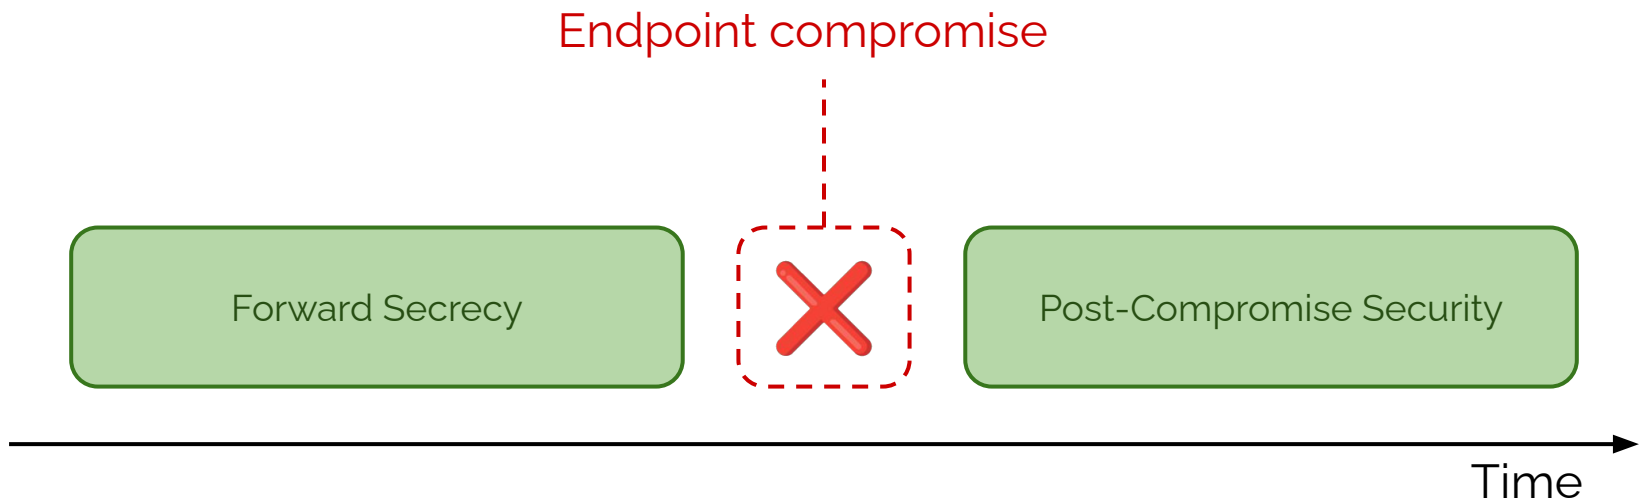 Endpoint compromise
Forward Secrecy
Post-Compromise Security
Time